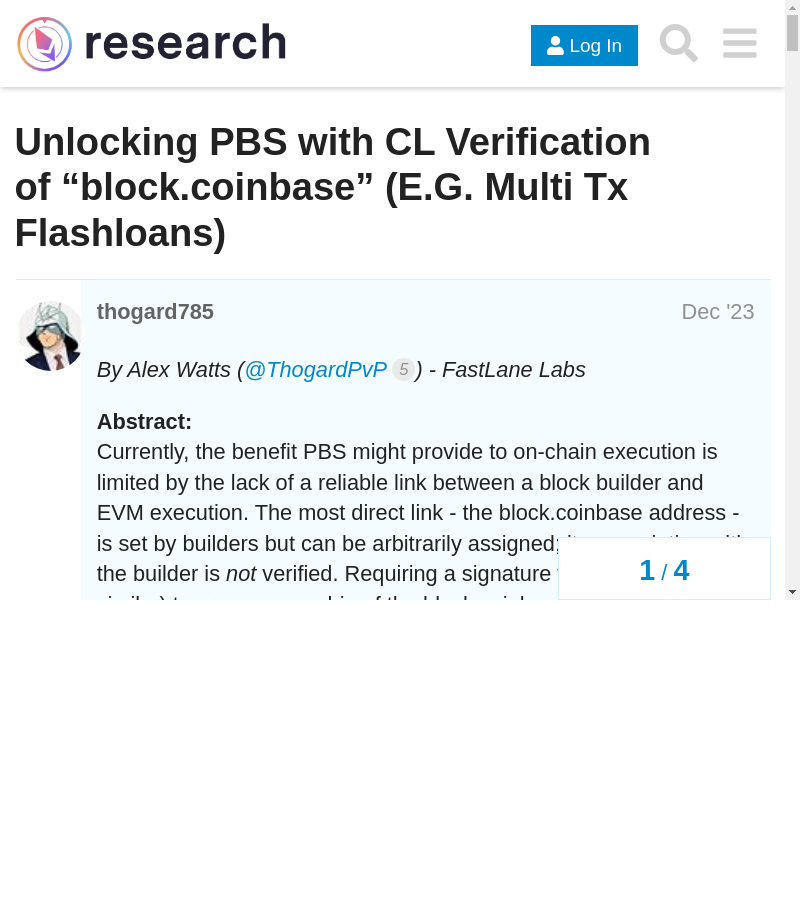 research
Log In
Unlocking PBS with CL Verification
of “block.coinbase” (E.G. Multi Tx
Flashloans)
thogard785
Dec '23
By Alex Watts (@ThogardPvP 5) - FastLane Labs
Abstract:
Currently, the benefit PBS might provide to on-chain execution is
limited by the lack of a reliable link between a block builder and
EVM execution. The most direct link - the block.coinbase address -
is set by builders but can be arbitrarily assigned;
the builder is not verified. Requiring a signature
1 / 4